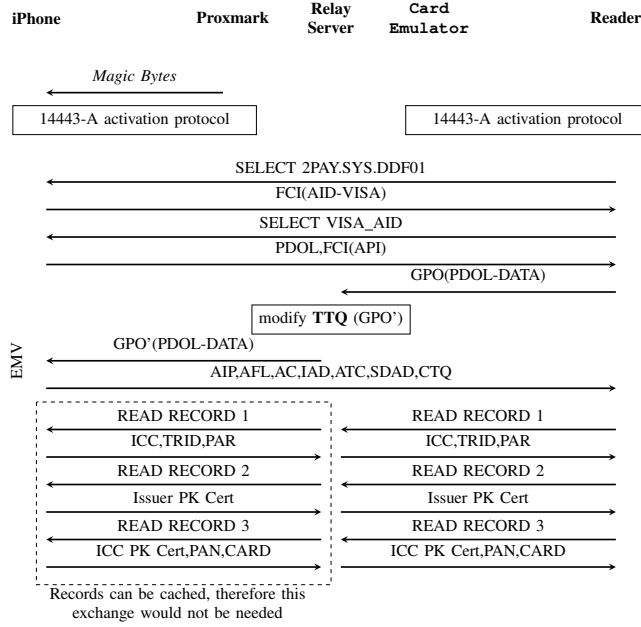 iPhone Proxmark Relay Server Card Emulator Reader
Magic Bytes
14443-A activation protocol 14443-A activation protocol
SELECT 2PAY.SYS.DDF01
FCI(AID-VISA)
SELECT VISA_AID
PDOL,FCI(API)
GPO(PDOL-DATA)
modify TTQ (GPO')
EMV
GPO'(PDOL-DATA)
AIP,AFL,AC,IAD,ATC,SDAD,CTQ
READ RECORD 1 READ RECORD 1
ICC,TRID,PAR ICC,TRID,PAR
READ RECORD 2 READ RECORD 2
Issuer PK Cert Issuer PK Cert
READ RECORD 3 READ RECORD 3
ICC PK Cert,PAN,CARD ICC PK Cert,PAN,CARD
Records can be cached, therefore this
exchange would not be needed